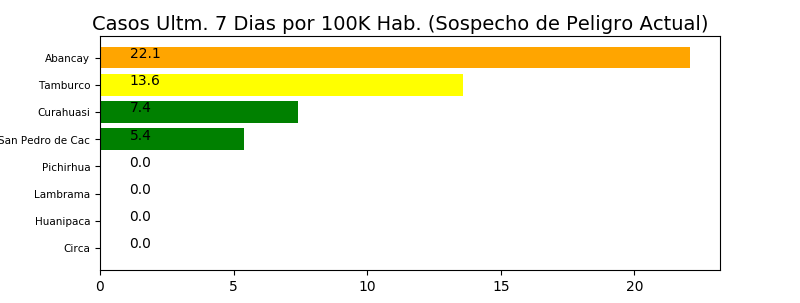 Casos Ultm. 7 Dias por 100K Hab. (Sospecho de Peligro Actual)
Abancay 22.1
Tamburco 13.6
Curahuasi 7.4
San Pedro de Cac 5.4
Pichirhua 0.0
Lambrama 0.0
Huanipaca 0.0
Circa 0.0
0 5 10 15 20